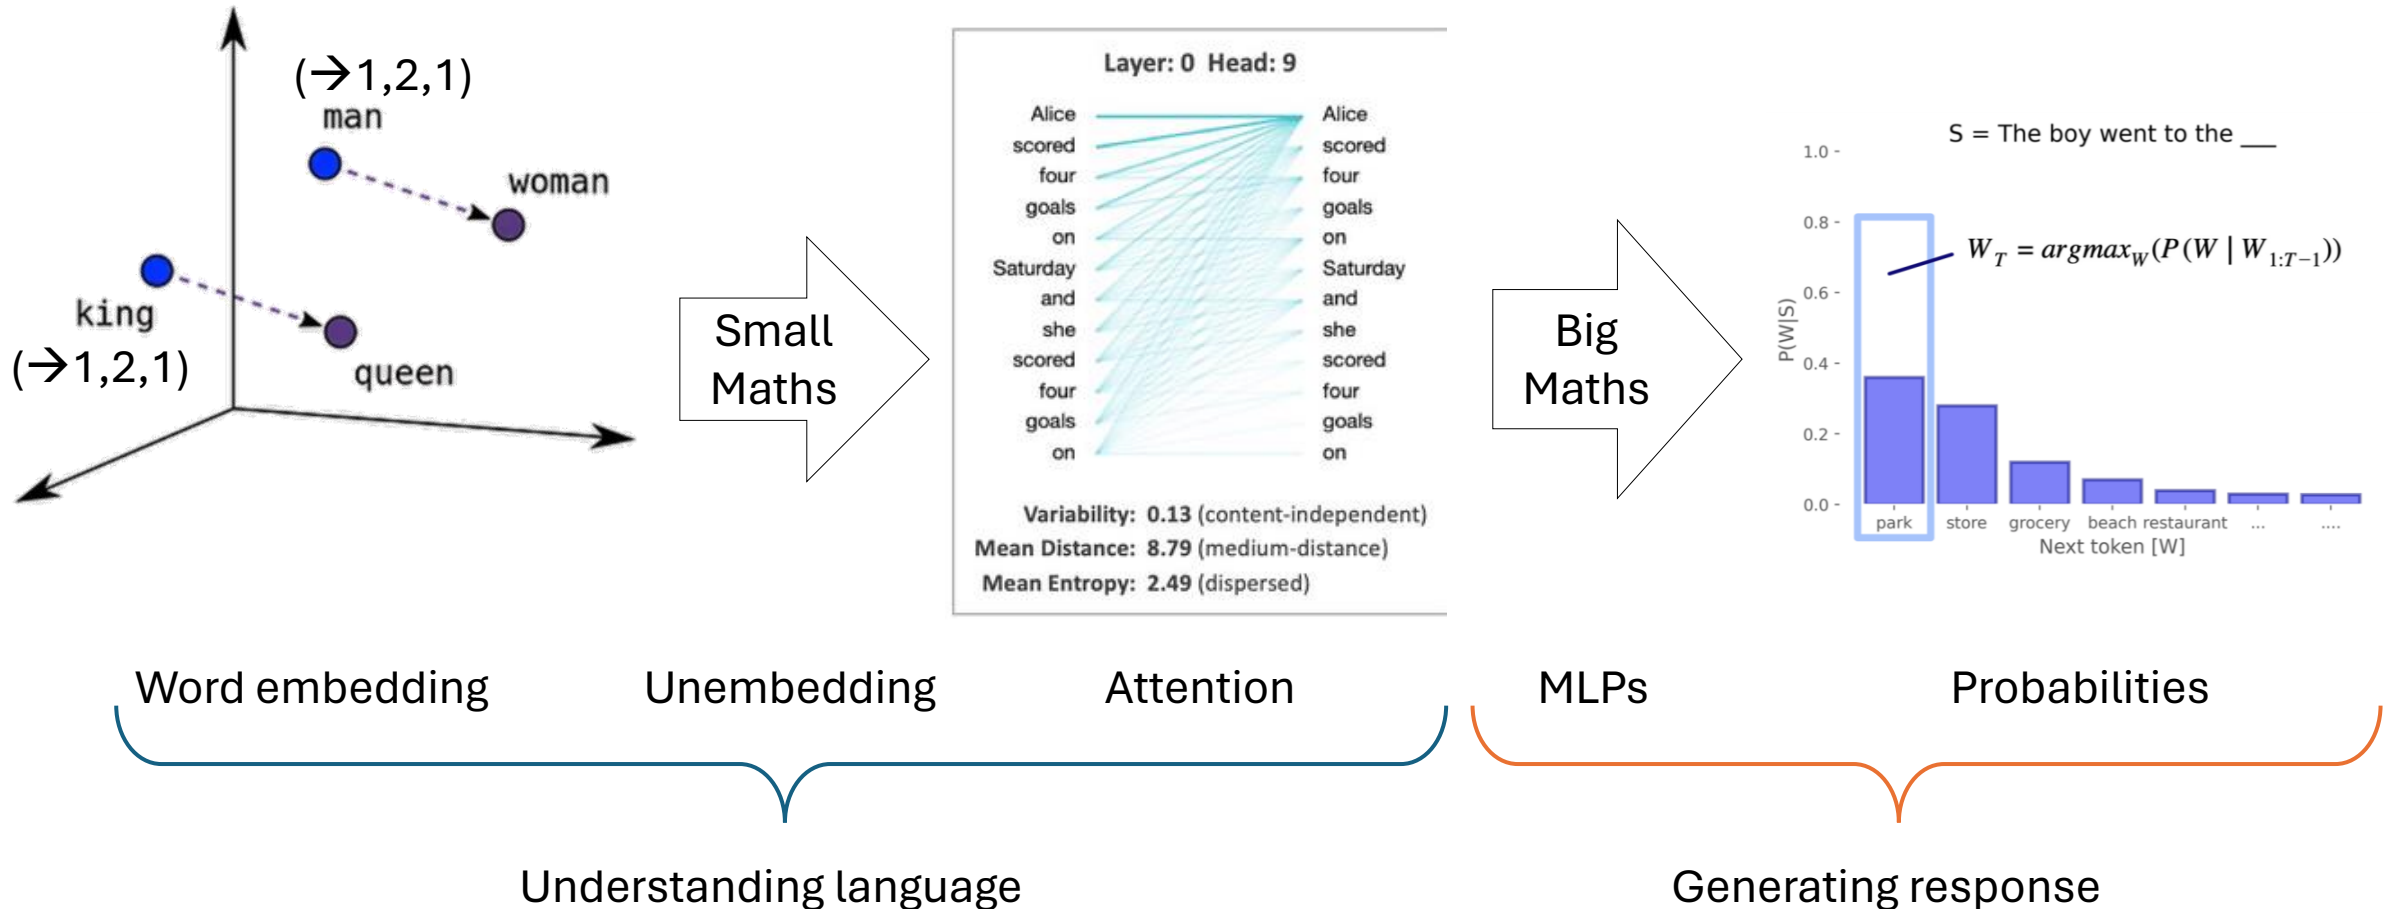 (→1,2,1)
man
woman
king
(→1,2,1)
queen
Small
Maths
Layer: 0 Head: 9
Alice Alice
scored scored
four four
goals goals
on on
Saturday Saturday
and and
she she
scored scored
four four
goals goals
on on
Variability: 0.13 (content-independent)
Mean Distance: 8.79 (medium-distance)
Mean Entropy: 2.49 (dispersed)
Big
Maths
S = The boy went to the ___
W_T = argmax_W(P(W | W_{1:T−1}))
P(W|S)
1.0
0.8
0.6
0.4
0.2
0.0
park store grocery beach restaurant ... ....
Next token [W]
Word embedding Unembedding Attention MLPs Probabilities
Understanding language Generating response